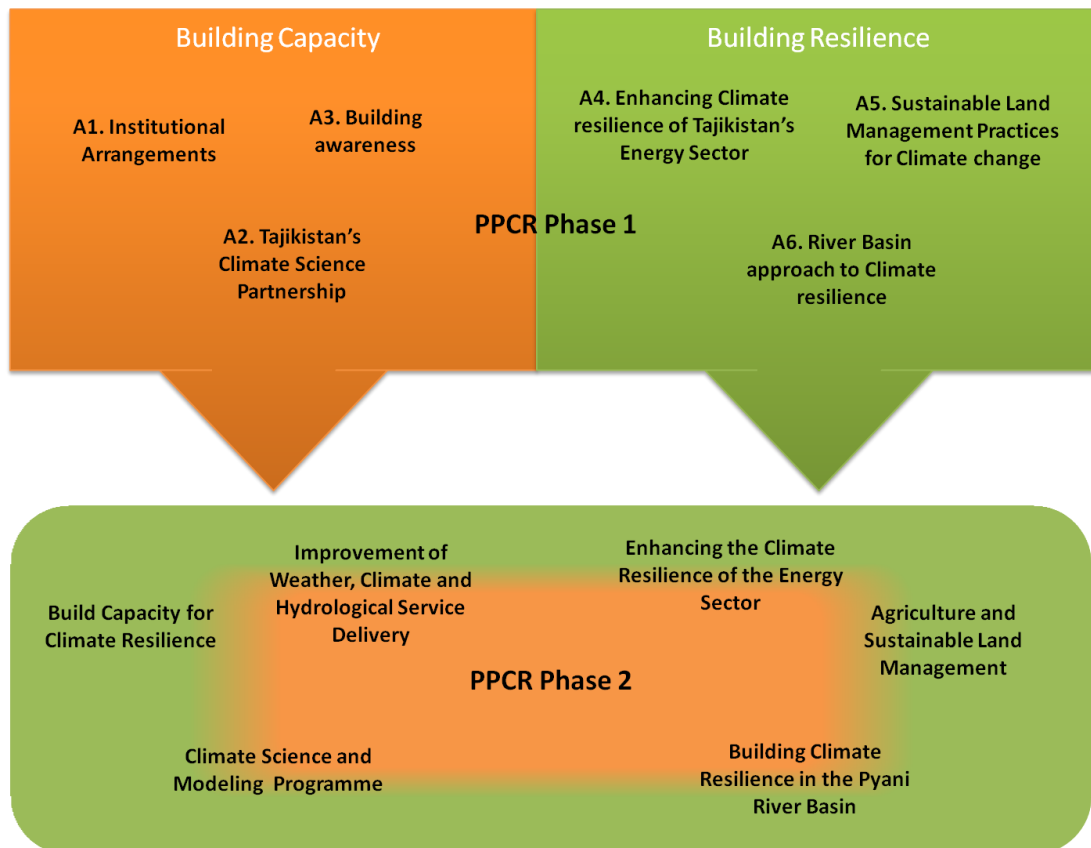 Building Capacity
A1. Institutional
Arrangements
A3. Building
awareness
A2. Tajikistan's
Climate Science
Partnership
Building Resilience
A4. Enhancing Climate
resilience of Tajikistan's
Energy Sector
A5. Sustainable Land
Management Practices
for Climate change
A6. River Basin
approach to Climate
resilience
PPCR Phase 1
Build Capacity for
Climate Resilience
Improvement of
Weather, Climate and
Hydrological Service
Delivery
Enhancing the Climate
Resilience of the Energy
Sector
Agriculture and
Sustainable Land
Management
PPCR Phase 2
Climate Science and
Modeling Programme
Building Climate
Resilience in the Pyani
River Basin